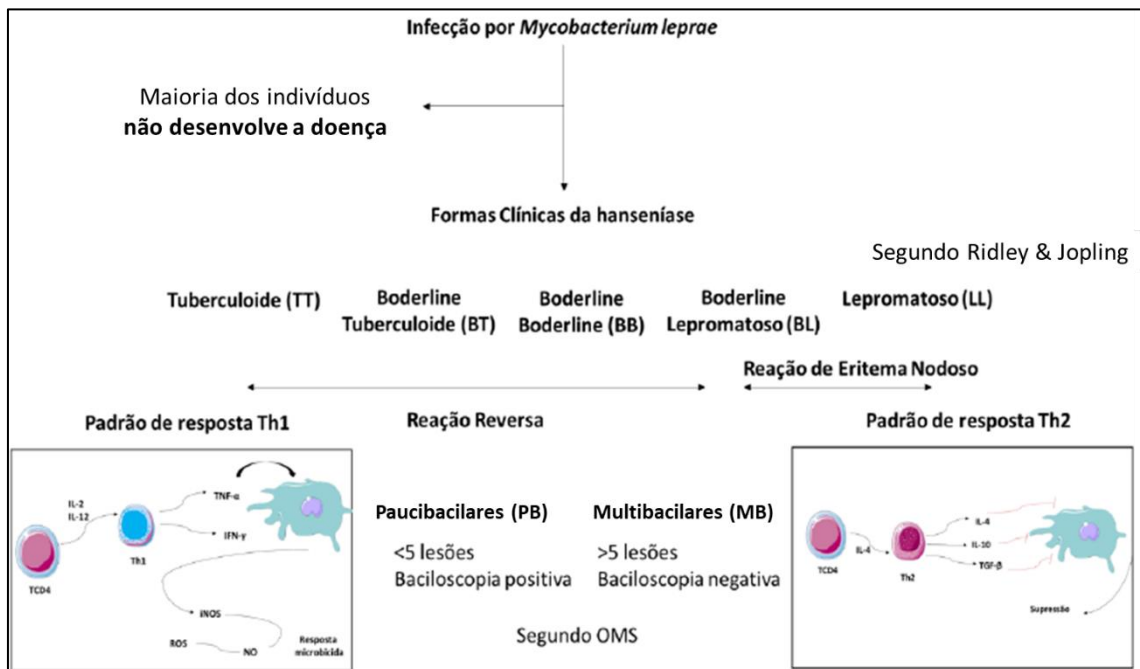 Infecção por Mycobacterium leprae
Maioria dos indivíduos
não desenvolve a doença
Formas Clínicas da hanseníase
Segundo Ridley & Jopling
Tuberculoide (TT)
Boderline
Tuberculoide (BT)
Boderline
Boderline (BB)
Boderline
Lepromatoso (BL)
Lepromatoso (LL)
Reação de Eritema Nodoso
Padrão de resposta Th1
Reação Reversa
Padrão de resposta Th2
IL-2
IL-12
TNF-α
IFN-γ
Th1
TCD4
iNOS
ROS
NO
Resposta
microbicida
Paucibacilares (PB)
<5 lesões
Baciloscopia positiva
Multibacilares (MB)
>5 lesões
Baciloscopia negativa
Segundo OMS
TCD4
IL-4
Th2
IL-4
IL-10
TGF-β
Supressão